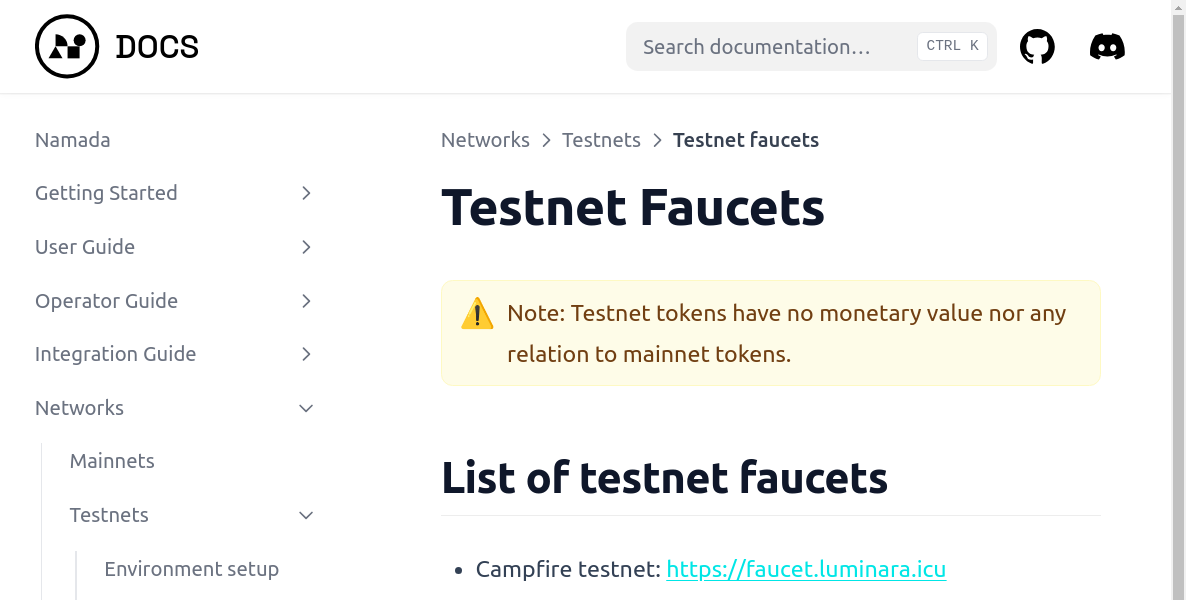 DOCS
Search documentation…
CTRL K
Namada
Getting Started
User Guide
Operator Guide
Integration Guide
Networks
Mainnets
Testnets
Environment setup
Networks > Testnets > Testnet faucets
Testnet Faucets
Note: Testnet tokens have no monetary value nor any
relation to mainnet tokens.
List of testnet faucets
• Campfire testnet: https://faucet.luminara.icu